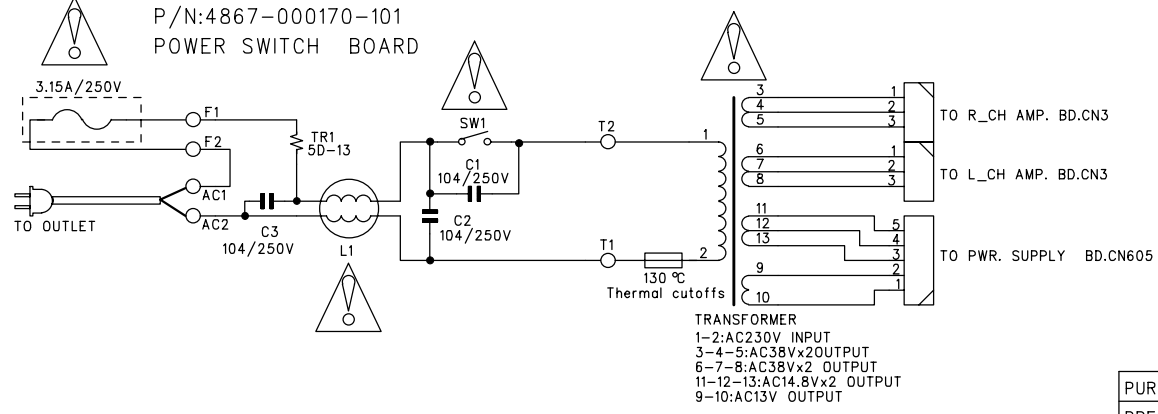 P/N:4867-000170-101
POWER SWITCH BOARD
3.15A/250V
F1
F2
AC1
AC2
TO OUTLET
TR1
5D-13
C3
104/250V
L1
SW1
C1
104/250V
C2
104/250V
T2
T1
130 ℃
Thermal cutoffs
1
2
3
4
5
6
7
8
11
12
13
9
10
1
2
3
TO R_CH AMP. BD.CN3
1
2
3
TO L_CH AMP. BD.CN3
5
4
3
2
1
TO PWR. SUPPLY BD.CN605
TRANSFORMER
1-2:AC230V INPUT
3-4-5:AC38Vx2OUTPUT
6-7-8:AC38Vx2 OUTPUT
11-12-13:AC14.8Vx2 OUTPUT
9-10:AC13V OUTPUT
PUR